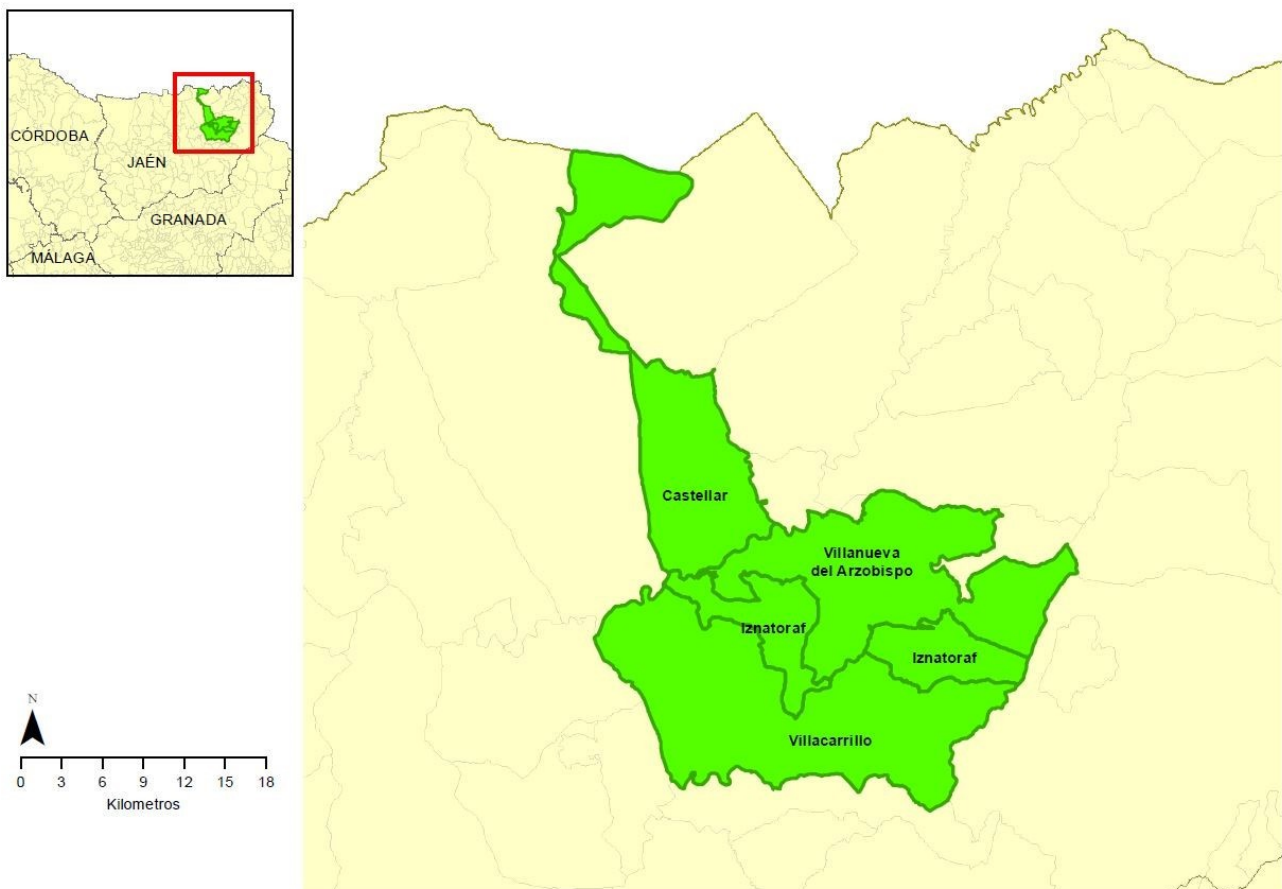 CÓRDOBA
JAÉN
GRANADA
MÁLAGA
Castellar
Villanueva
del Arzobispo
Iznatoraf
Iznatoraf
Villacarrillo
N
0 3 6 9 12 15 18
Kilometros